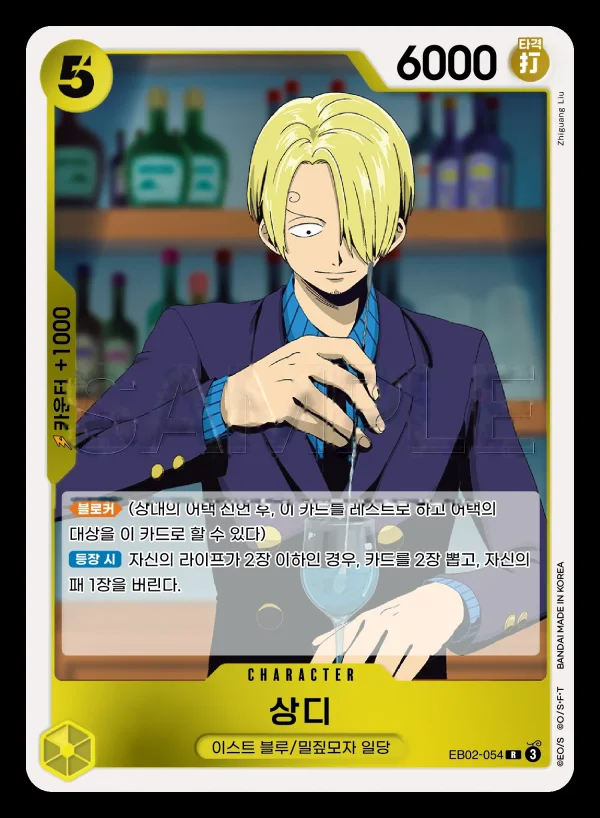 5
6000
타격
打
Zhiguang Liu
카운터 +1000
SAMPLE
블로커 (상대의 어택 선언 후, 이 카드를 레스트로 하고 어택의
대상을 이 카드로 할 수 있다)
등장 시 자신의 라이프가 2장 이하인 경우, 카드를 2장 뽑고, 자신의
패 1장을 버린다.
CHARACTER
상디
이스트 블루/밀짚모자 일당
EB02-054 R 3
©EO/S ©O/S·F·T BANDAI MADE IN KOREA